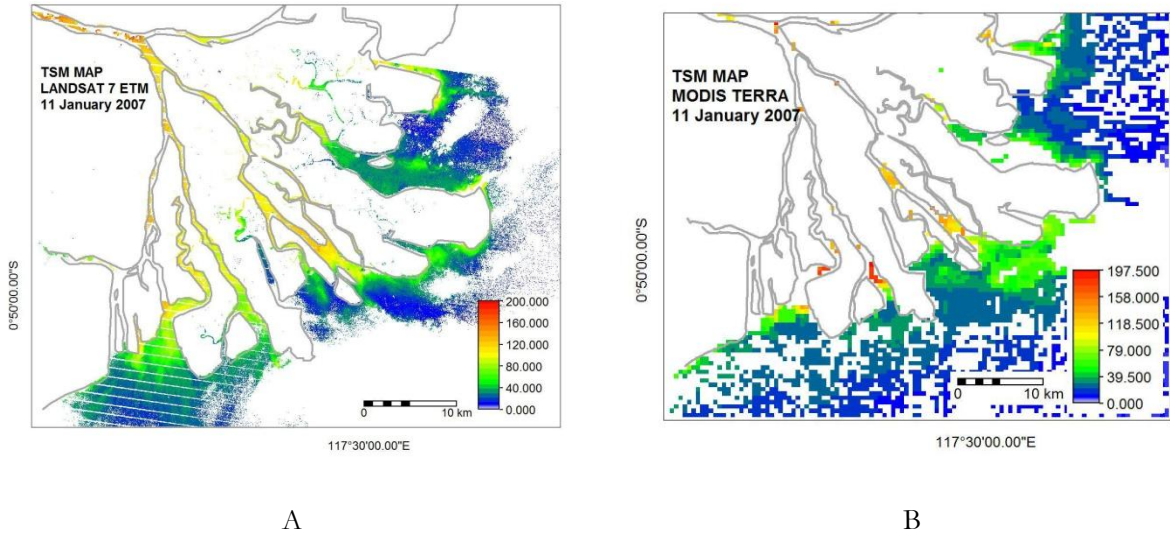 TSM MAP
LANDSAT 7 ETM
11 January 2007
0°50'00.00"S
200.000
160.000
120.000
80.000
40.000
0.000
0 10 km
117°30'00.00"E
A
TSM MAP
MODIS TERRA
11 January 2007
0°50'00.00"S
197.500
158.000
118.500
79.000
39.500
0.000
0 10 km
117°30'00.00"E
B